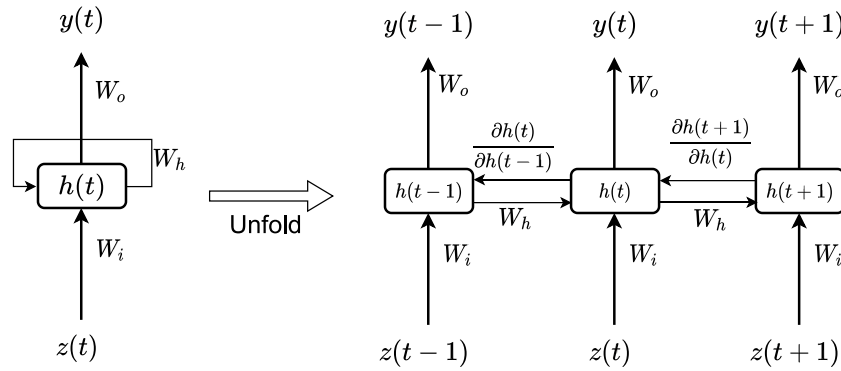 y(t)
W_o
W_h
h(t)
W_i
z(t)
Unfold
y(t − 1) y(t) y(t + 1)
W_o W_o W_o
∂h(t) / ∂h(t−1) ∂h(t+1) / ∂h(t)
h(t − 1) h(t) h(t + 1)
W_h W_h
W_i W_i W_i
z(t − 1) z(t) z(t + 1)